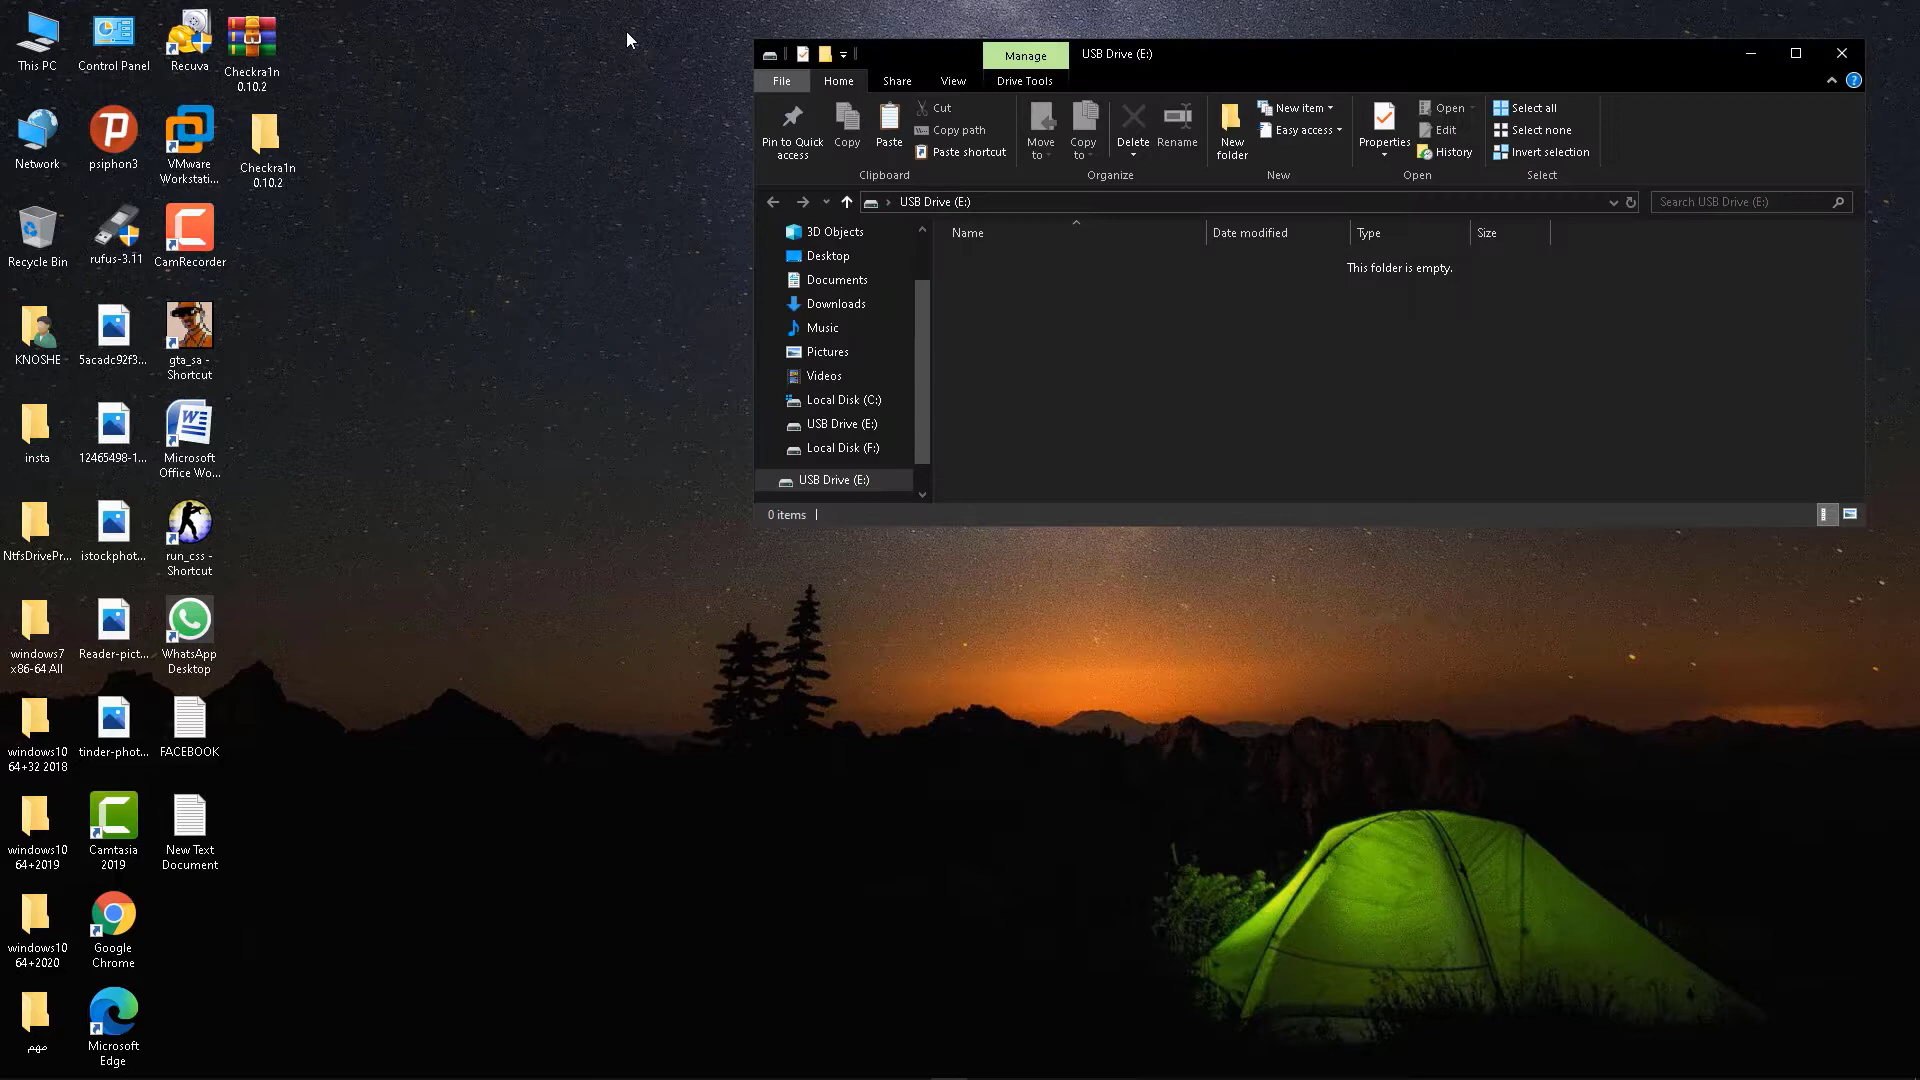 This PC
Control Panel
Recuva
Checkra1n
0.10.2
Network
psiphon3
VMware
Workstati...
Checkra1n
0.10.2
Recycle Bin
rufus-3.11
CamRecorder
KNOSHE
5acadc92f3...
gta_sa -
Shortcut
insta
12465498-1...
Microsoft
Office Wo...
NtfsDrivePr...
istockphot...
run_css -
Shortcut
windows7
x86-64 All
Reader-pict...
WhatsApp
Desktop
windows10
64+32 2018
tinder-phot...
FACEBOOK
windows10
64+2019
Camtasia
2019
New Text
Document
windows10
64+2020
Google
Chrome
مهم
Microsoft
Edge
Manage
USB Drive (E:)
File
Home
Share
View
Drive Tools
Pin to Quick
access
Copy
Paste
Cut
Copy path
Paste shortcut
Clipboard
Move
to
Copy
to
Delete
Rename
Organize
New
folder
New item
Easy access
New
Properties
Open
Edit
History
Open
Select all
Select none
Invert selection
Select
USB Drive (E:)
Search USB Drive (E:)
3D Objects
Desktop
Documents
Downloads
Music
Pictures
Videos
Local Disk (C:)
USB Drive (E:)
Local Disk (F:)
USB Drive (E:)
Name
Date modified
Type
Size
This folder is empty.
0 items